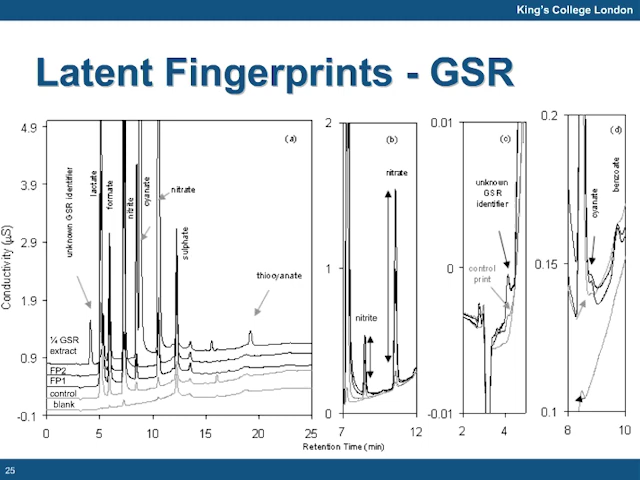 King's College London
Latent Fingerprints - GSR
4.9
3.9
2.9
1.9
0.9
-0.1
Conductivity (µS)
(a)
unknown GSR identifier
lactate
formate
nitrite
cyanate
nitrate
sulphate
thiocyanate
¼ GSR
extract
FP2
FP1
control
blank
0 5 10 15 20 25
2
1
0
(b)
nitrate
nitrite
7 12
Retention Time (min)
0.01
0
-0.01
(c)
unknown
GSR
identifier
control
print
2 4
0.2
0.15
0.1
(d)
cyanate
benzoate
8 10
25